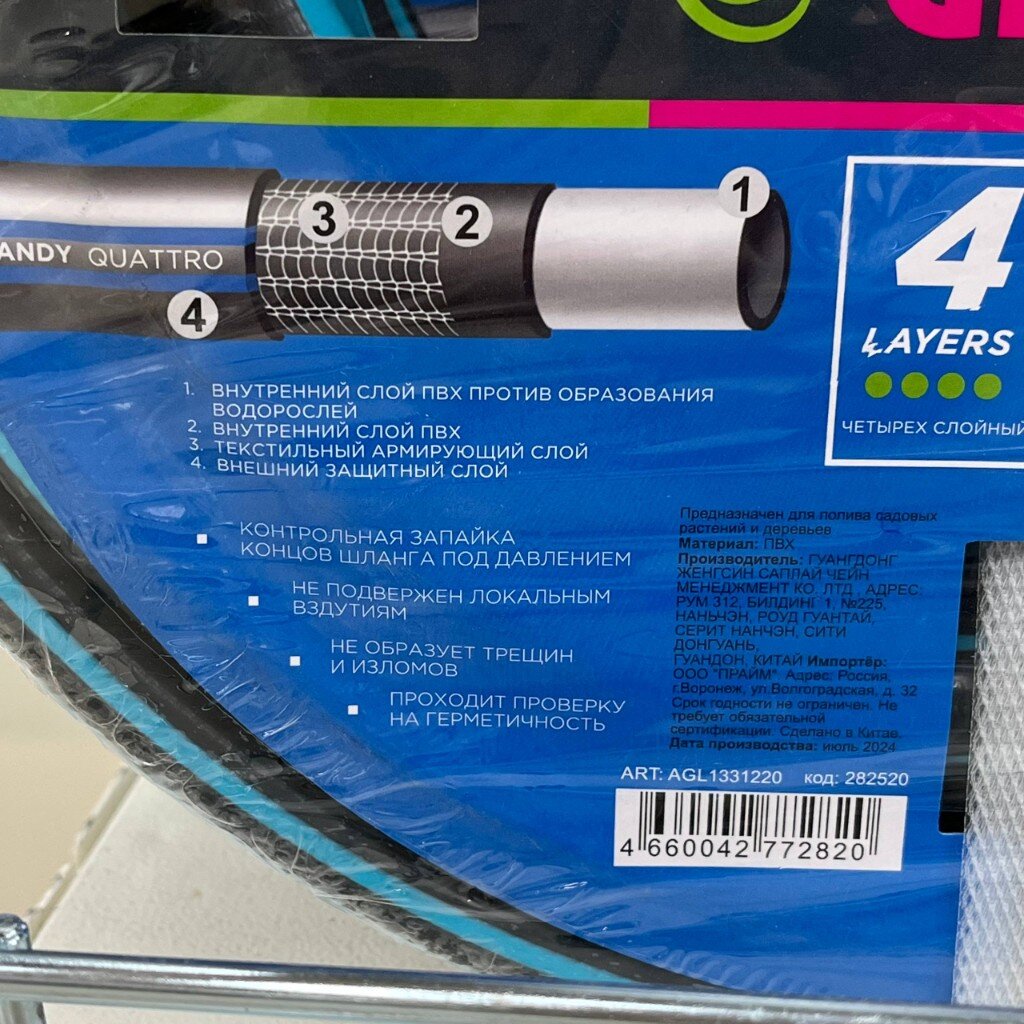 1
3
2
ANDY QUATTRO
4
4
LAYERS
ЧЕТЫРЕХ СЛОЙНЫЙ
1. ВНУТРЕННИЙ СЛОЙ ПВХ ПРОТИВ ОБРАЗОВАНИЯ
ВОДОРОСЛЕЙ
2. ВНУТРЕННИЙ СЛОЙ ПВХ
3. ТЕКСТИЛЬНЫЙ АРМИРУЮЩИЙ СЛОЙ
4. ВНЕШНИЙ ЗАЩИТНЫЙ СЛОЙ
КОНТРОЛЬНАЯ ЗАПАЙКА
КОНЦОВ ШЛАНГА ПОД ДАВЛЕНИЕМ
НЕ ПОДВЕРЖЕН ЛОКАЛЬНЫМ
ВЗДУТИЯМ
НЕ ОБРАЗУЕТ ТРЕЩИН
И ИЗЛОМОВ
ПРОХОДИТ ПРОВЕРКУ
НА ГЕРМЕТИЧНОСТЬ
Предназначен для полива садовых
растений и деревьев
Материал: ПВХ
Производитель: ГУАНГДОНГ
ЖЕНГСИН САПЛАЙ ЧЕЙН
МЕНЕДЖМЕНТ КО. ЛТД , АДРЕС:
РУМ 312, БИЛДИНГ 1, №225,
НАНЬЧЭН, РОУД ГУАНТАЙ,
СЕРИТ НАНЧЭН, СИТИ
ДОНГУАНЬ,
ГУАНДОН, КИТАЙ Импортёр:
ООО "ПРАЙМ" Адрес: Россия,
г.Воронеж, ул.Волгоградская, д. 32
Срок годности не ограничен. Не
требует обязательной
сертификации. Сделано в Китае.
Дата производства: июль 2024
ART: AGL1331220 код: 282520
4 660042 772820